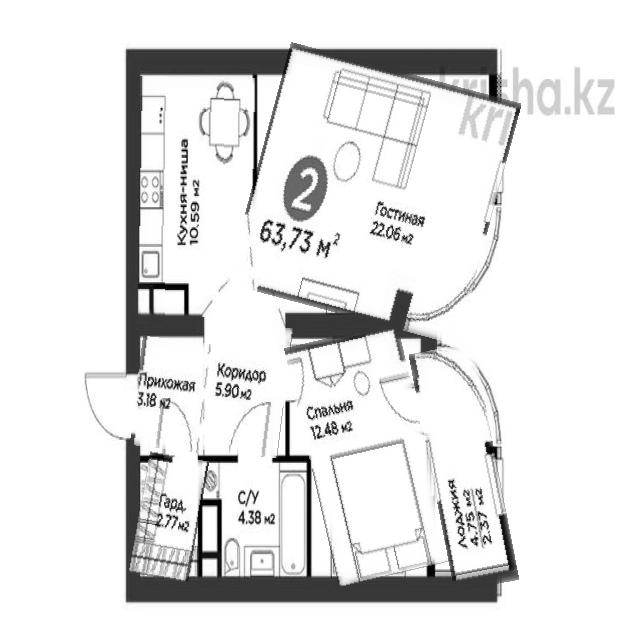 krisha.kz
kri
Кухня-ниша
10.59 м2
2
63,73 м2
Гостиная
22.06 м2
Прихожая
3.18 м2
Коридор
5.90 м2
Спальня
12.48 м2
Гард.
2.77 м2
С/У
4.38 м2
Лоджия
4.75 м2
2.37 м2